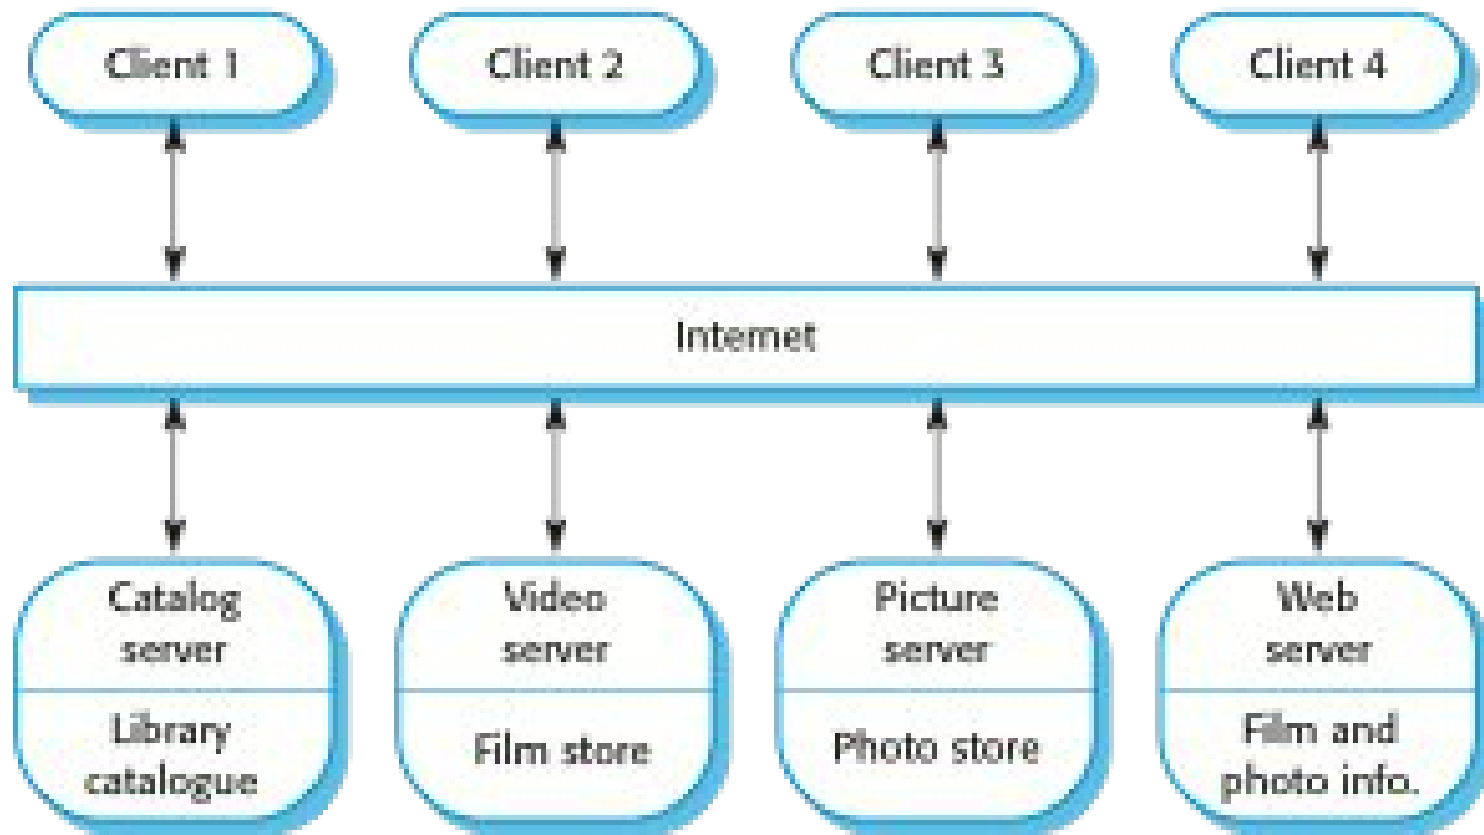 Client 1
Client 2
Client 3
Client 4
Internet
Catalog
server
Library
catalogue
Video
server
Film store
Picture
server
Photo store
Web
server
Film and
photo info.